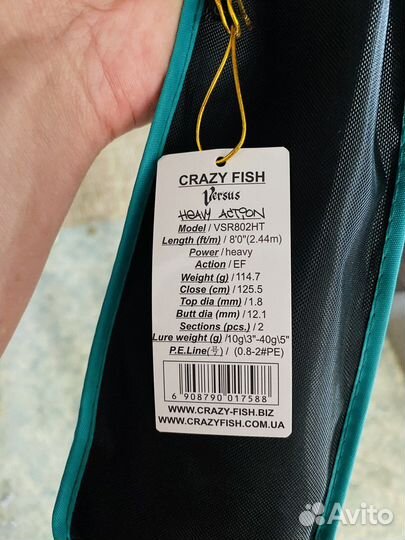 CRAZY FISH
Versus
HEAVY ACTION
Model / VSR802HT
Length (ft/m) / 8'0"(2.44m)
Power / heavy
Action / EF
Weight (g) / 114.7
Close (cm) / 125.5
Top dia (mm) / 1.8
Butt dia (mm) / 12.1
Sections (pcs.) / 2
Lure weight (g) /10g\3"-40g\5"
P.E.Line(号) / (0.8-2#PE)
6 908790 017588
WWW.CRAZY-FISH.BIZ
WWW.CRAZYFISH.COM.UA
Avito